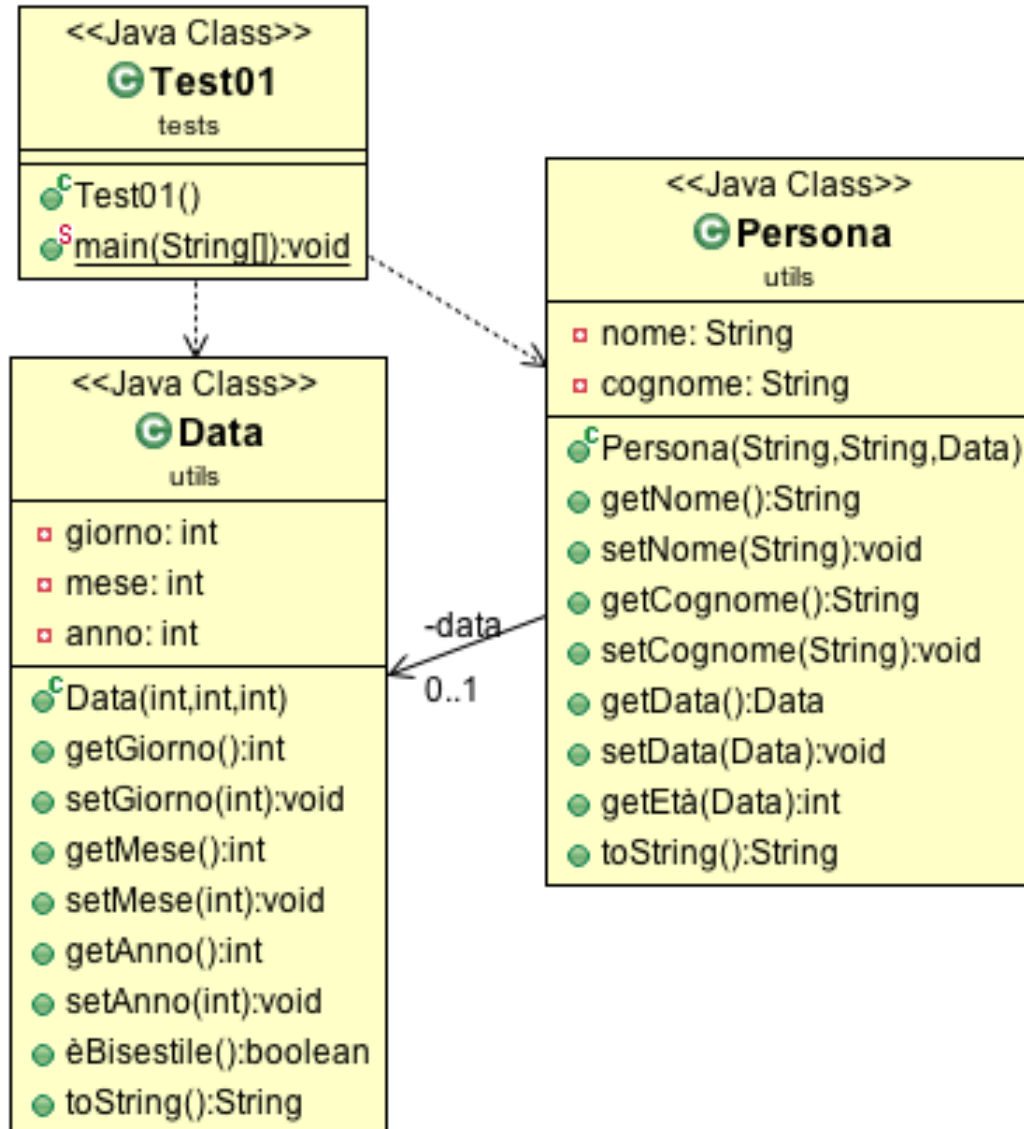 <<Java Class>>
C Test01
tests
C Test01()
S main(String[]):void
<<Java Class>>
C Persona
utils
nome: String
cognome: String
C Persona(String,String,Data)
getNome():String
setNome(String):void
getCognome():String
setCognome(String):void
getData():Data
setData(Data):void
getEtà(Data):int
toString():String
<<Java Class>>
C Data
utils
giorno: int
mese: int
anno: int
C Data(int,int,int)
getGiorno():int
setGiorno(int):void
getMese():int
setMese(int):void
getAnno():int
setAnno(int):void
èBisestile():boolean
toString():String
-data
0..1